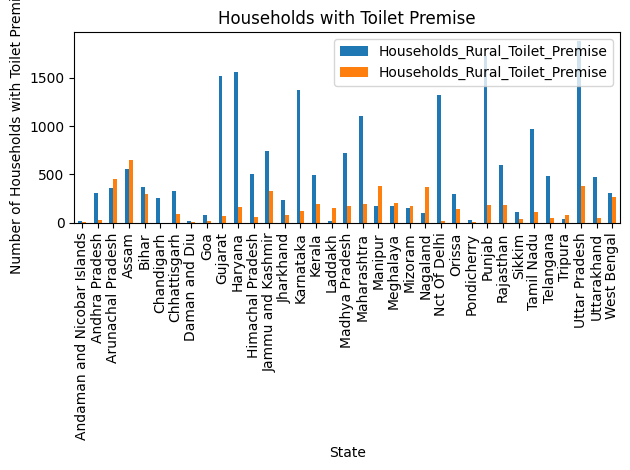 Households with Toilet Premise
Number of Households with Toilet Premise
1500
1000
500
0
Households_Rural_Toilet_Premise
Households_Rural_Toilet_Premise
Andaman and Nicobar Islands
Andhra Pradesh
Arunachal Pradesh
Assam
Bihar
Chandigarh
Chhattisgarh
Daman and Diu
Goa
Gujarat
Haryana
Himachal Pradesh
Jammu and Kashmir
Jharkhand
Karnataka
Kerala
Laddakh
Madhya Pradesh
Maharashtra
Manipur
Meghalaya
Mizoram
Nagaland
Nct Of Delhi
Orissa
Pondicherry
Punjab
Rajasthan
Sikkim
Tamil Nadu
Telangana
Tripura
Uttar Pradesh
Uttarakhand
West Bengal
State